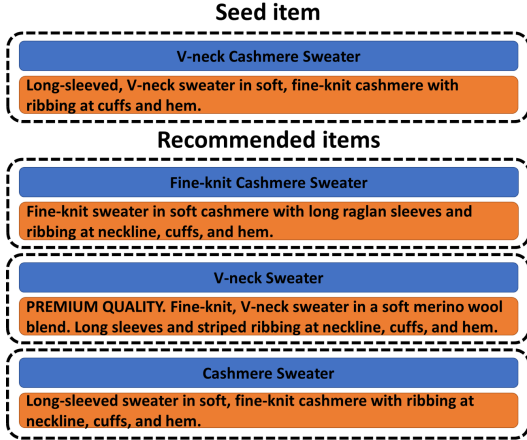 Seed item
V-neck Cashmere Sweater
Long-sleeved, V-neck sweater in soft, fine-knit cashmere with
ribbing at cuffs and hem.
Recommended items
Fine-knit Cashmere Sweater
Fine-knit sweater in soft cashmere with long raglan sleeves and
ribbing at neckline, cuffs, and hem.
V-neck Sweater
PREMIUM QUALITY. Fine-knit, V-neck sweater in a soft merino wool
blend. Long sleeves and striped ribbing at neckline, cuffs, and hem.
Cashmere Sweater
Long-sleeved sweater in soft, fine-knit cashmere with ribbing at
neckline, cuffs, and hem.